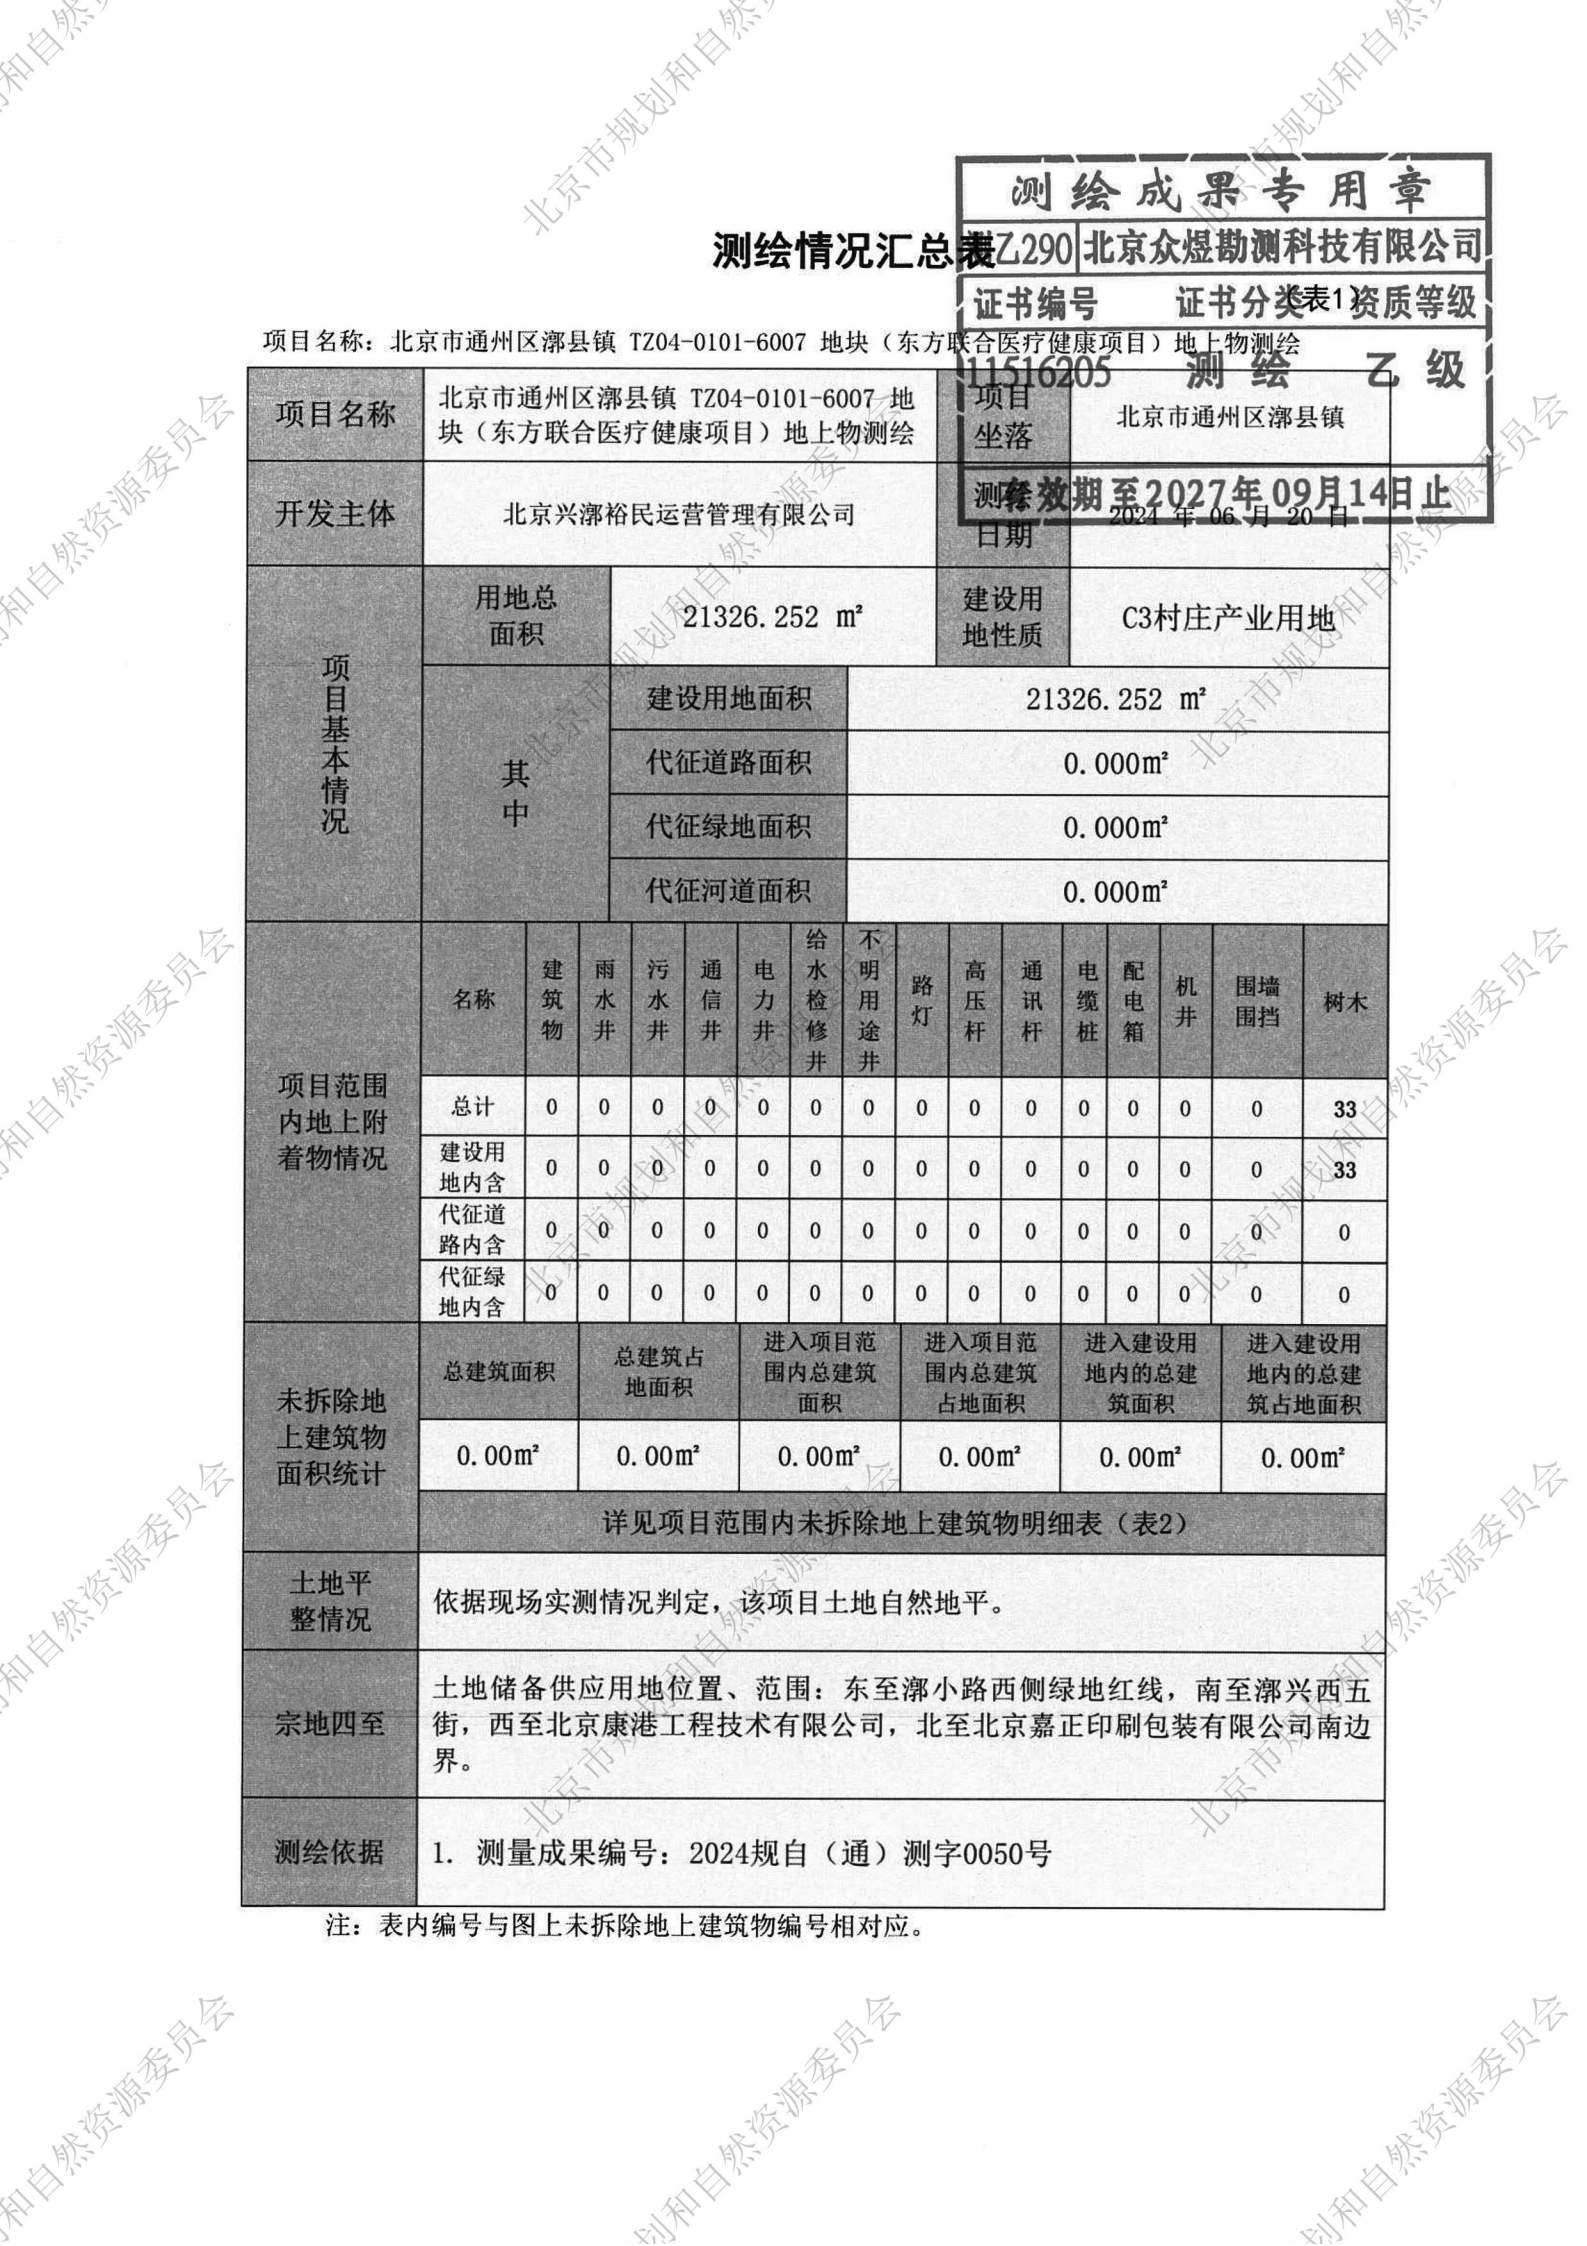 测绘成果专用章
测绘情况汇总表
乙290 北京众煜勘测科技有限公司
证书编号 证书分类 资质等级
（表1）
项目名称：北京市通州区漷县镇 TZ04-0101-6007 地块（东方联合医疗健康项目）地上物测绘
11516205 测绘 乙级
项目名称 北京市通州区漷县镇 TZ04-0101-6007 地
块（东方联合医疗健康项目）地上物测绘
项目
坐落
北京市通州区漷县镇
有效期至2027年09月14日止
开发主体 北京兴漷裕民运营管理有限公司
测绘
日期
2024 年 06 月 20 日
项目基本情况
用地总
面积
21326.252 ㎡
建设用
地性质
C3村庄产业用地
其中
建设用地面积 21326.252 ㎡
代征道路面积 0.000㎡
代征绿地面积 0.000㎡
代征河道面积 0.000㎡
项目范围
内地上附
着物情况
名称 建筑物 雨水井 污水井 通信井 电力井 给水检修井 不明用途井 路灯 高压杆 通讯杆 电缆桩 配电箱 机井 围墙围挡 树木
总计 0 0 0 0 0 0 0 0 0 0 0 0 0 0 33
建设用
地内含 0 0 0 0 0 0 0 0 0 0 0 0 0 0 33
代征道
路内含 0 0 0 0 0 0 0 0 0 0 0 0 0 0 0
代征绿
地内含 0 0 0 0 0 0 0 0 0 0 0 0 0 0 0
未拆除地
上建筑物
面积统计
总建筑面积
总建筑占
地面积
进入项目范
围内总建筑
面积
进入项目范
围内总建筑
占地面积
进入建设用
地内的总建
筑面积
进入建设用
地内的总建
筑占地面积
0.00㎡ 0.00㎡ 0.00㎡ 0.00㎡ 0.00㎡ 0.00㎡
详见项目范围内未拆除地上建筑物明细表（表2）
土地平
整情况
依据现场实测情况判定，该项目土地自然地平。
宗地四至
土地储备供应用地位置、范围：东至漷小路西侧绿地红线，南至漷兴西五
街，西至北京康港工程技术有限公司，北至北京嘉正印刷包装有限公司南边
界。
测绘依据 1. 测量成果编号：2024规自（通）测字0050号
注：表内编号与图上未拆除地上建筑物编号相对应。
北京市规划和自然资源委员会